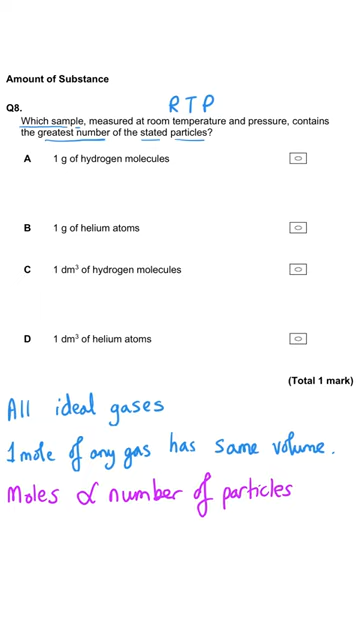 Amount of Substance
Q8.
R T P
Which sample, measured at room temperature and pressure, contains
the greatest number of the stated particles?
A 1 g of hydrogen molecules
B 1 g of helium atoms
C 1 dm³ of hydrogen molecules
D 1 dm³ of helium atoms
(Total 1 mark)
All ideal gases
1 mole of any gas has same volume.
Moles ∝ number of particles